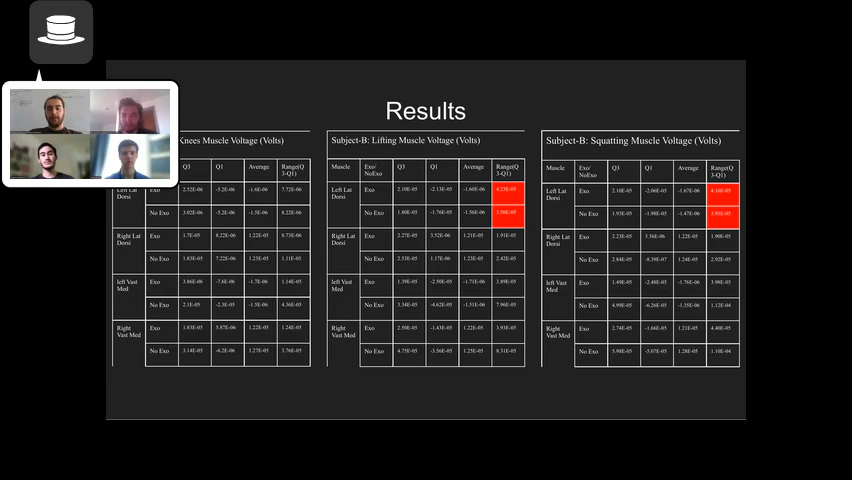 Results
Knees Muscle Voltage (Volts)
Q3 Q1 Average Range(Q
3-Q1)
Left Lat Exo 2.52E-06 -5.2E-06 -1.6E-06 7.72E-06
Dorsi
No Exo 3.02E-06 -5.2E-06 -1.5E-06 8.22E-06
Right Lat Exo 1.7E-05 8.22E-06 1.22E-05 8.73E-06
Dorsi
No Exo 1.83E-05 7.22E-06 1.23E-05 1.11E-05
left Vast Exo 3.86E-06 -7.6E-06 -1.7E-06 1.14E-05
Med
No Exo 2.1E-05 -2.3E-05 -1.5E-06 4.36E-05
Right Exo 1.83E-05 5.87E-06 1.22E-05 1.24E-05
Vast Med
No Exo 3.14E-05 -6.2E-06 1.27E-05 3.76E-05
Subject-B: Lifting Muscle Voltage (Volts)
Muscle Exo/ Q3 Q1 Average Range(Q
NoExo 3-Q1)
Left Lat Exo 2.10E-05 -2.13E-05 -1.60E-06 4.23E-05
Dorsi
No Exo 1.80E-05 -1.76E-05 -1.56E-06 3.56E-05
Right Lat Exo 2.27E-05 3.52E-06 1.21E-05 1.91E-05
Dorsi
No Exo 2.53E-05 1.17E-06 1.23E-05 2.42E-05
left Vast Exo 1.39E-05 -2.50E-05 -1.71E-06 3.89E-05
Med
No Exo 3.34E-05 -4.62E-05 -1.51E-06 7.96E-05
Right Exo 2.50E-05 -1.43E-05 1.22E-05 3.93E-05
Vast Med
No Exo 4.75E-05 -3.56E-05 1.25E-05 8.31E-05
Subject-B: Squatting Muscle Voltage (Volts)
Muscle Exo/ Q3 Q1 Average Range(Q
NoExo 3-Q1)
Left Lat Exo 2.10E-05 -2.06E-05 -1.67E-06 4.16E-05
Dorsi
No Exo 1.93E-05 -1.98E-05 -1.47E-06 3.91E-05
Right Lat Exo 2.23E-05 3.36E-06 1.22E-05 1.90E-05
Dorsi
No Exo 2.84E-05 -8.39E-07 1.24E-05 2.92E-05
left Vast Exo 1.49E-05 -2.48E-05 -1.76E-06 3.98E-05
Med
No Exo 4.99E-05 -6.26E-05 -1.35E-06 1.12E-04
Right Exo 2.74E-05 -1.66E-05 1.21E-05 4.40E-05
Vast Med
No Exo 5.98E-05 -5.07E-05 1.28E-05 1.10E-04